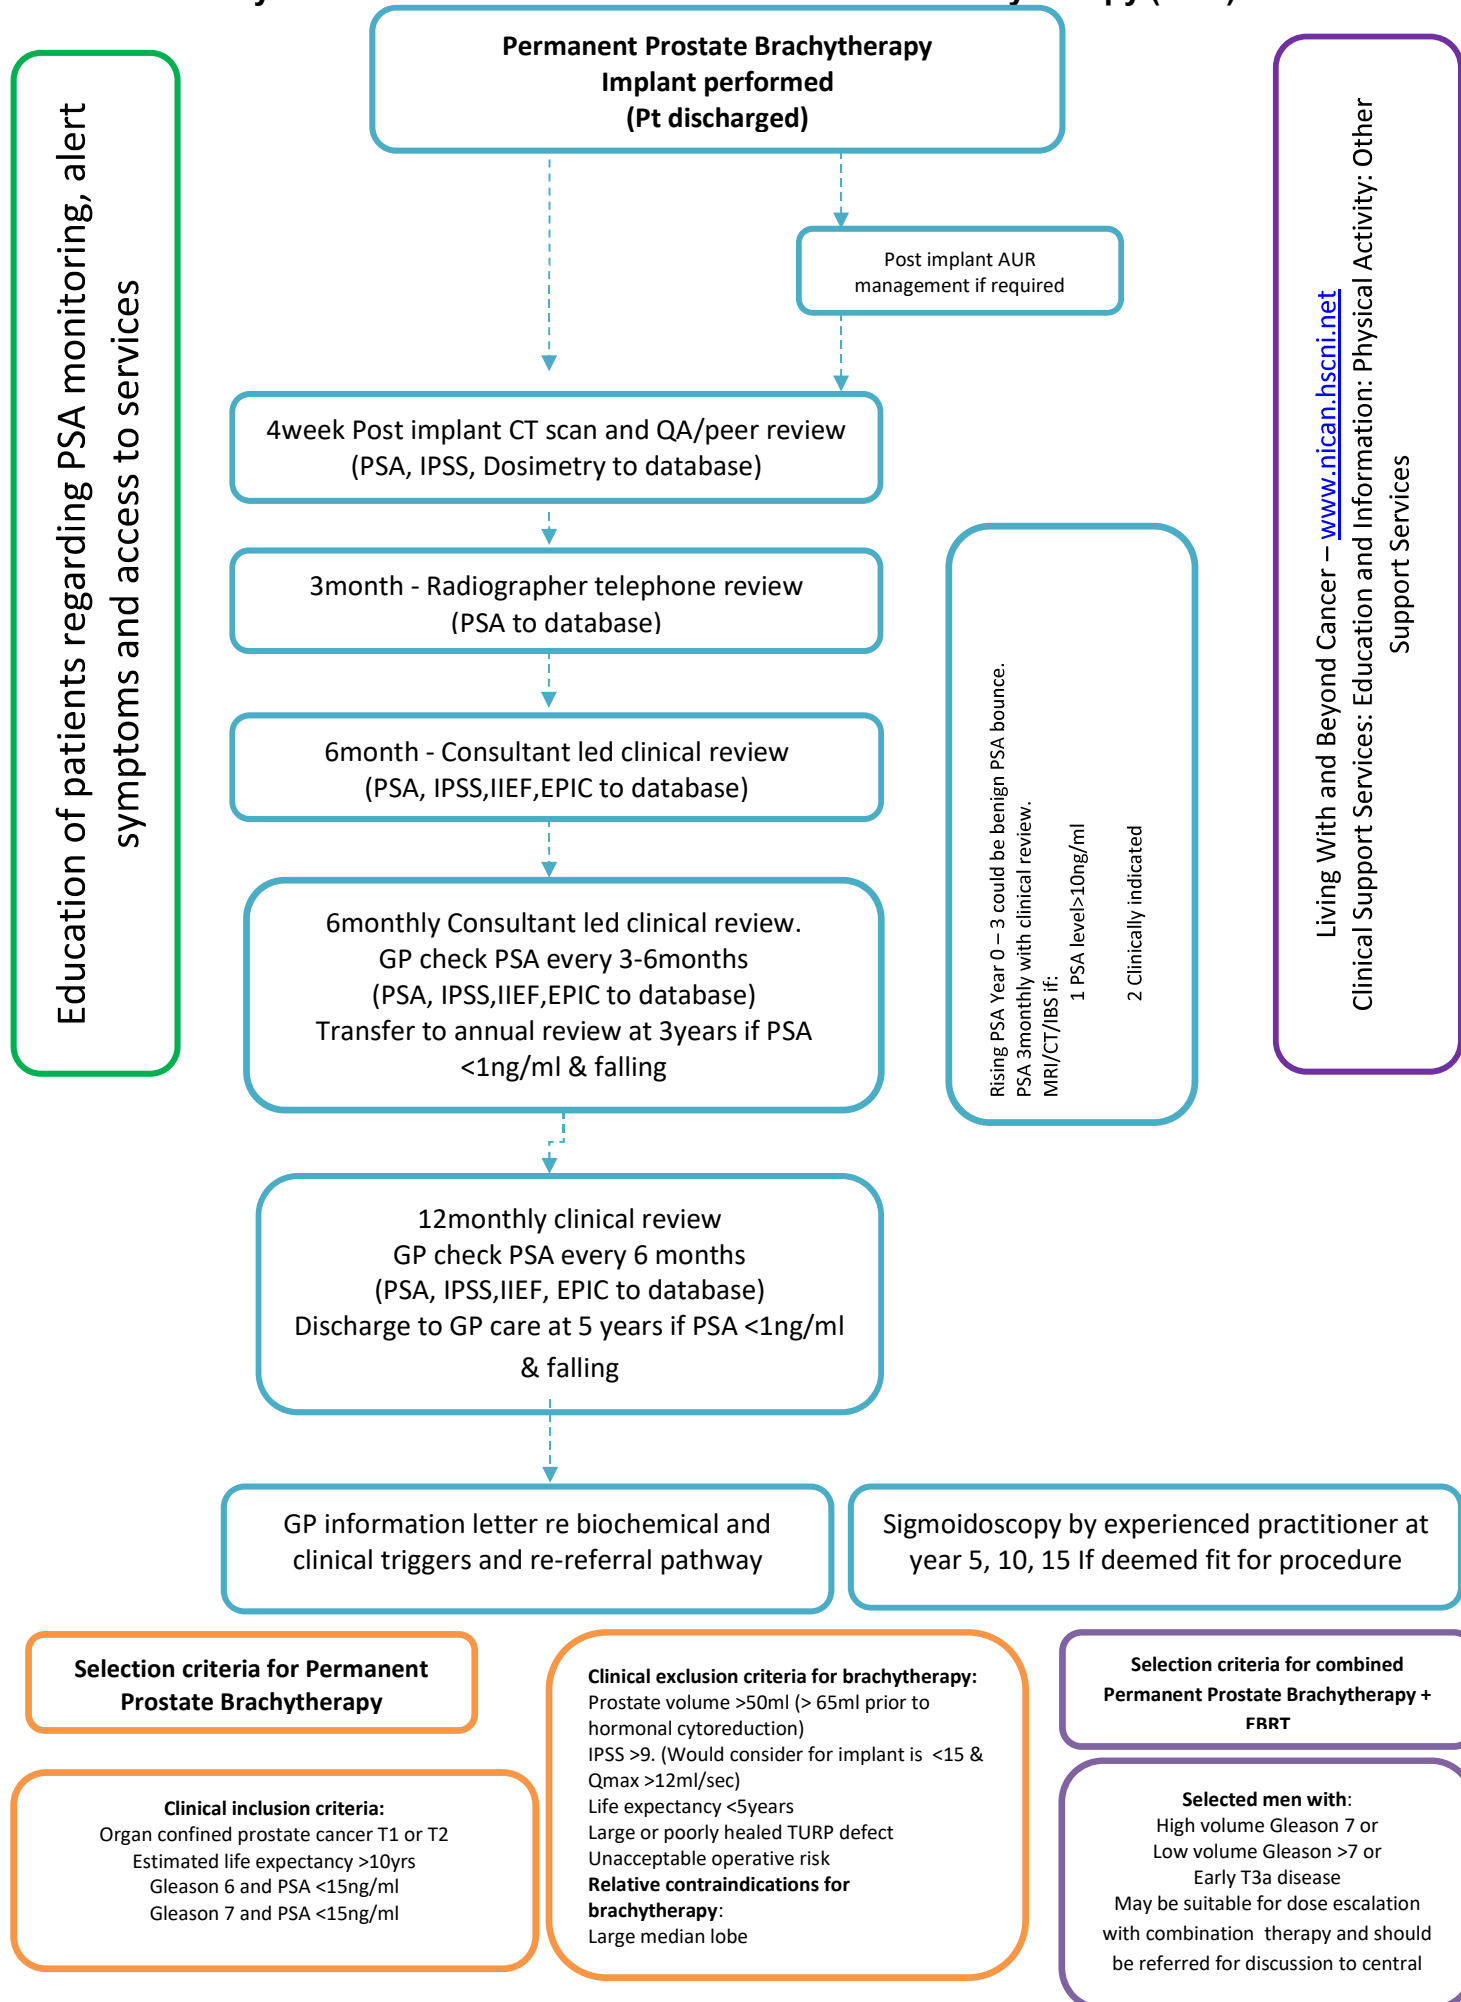 Permanent Prostate Brachytherapy
Implant performed
(Pt discharged)
Education of patients regarding PSA monitoring, alert
symptoms and access to services
Post implant AUR
management if required
4week Post implant CT scan and QA/peer review
(PSA, IPSS, Dosimetry to database)
3month - Radiographer telephone review
(PSA to database)
6month - Consultant led clinical review
(PSA, IPSS,IIEF,EPIC to database)
6monthly Consultant led clinical review.
GP check PSA every 3-6months
(PSA, IPSS,IIEF,EPIC to database)
Transfer to annual review at 3years if PSA
<1ng/ml & falling
Rising PSA Year 0 – 3 could be benign PSA bounce.
PSA 3monthly with clinical review.
MRI/CT/IBS if:
1 PSA level>10ng/ml
2 Clinically indicated
Living With and Beyond Cancer – www.nican.hscni.net
Clinical Support Services: Education and Information: Physical Activity: Other
Support Services
12monthly clinical review
GP check PSA every 6 months
(PSA, IPSS,IIEF, EPIC to database)
Discharge to GP care at 5 years if PSA <1ng/ml
& falling
GP information letter re biochemical and
clinical triggers and re-referral pathway
Sigmoidoscopy by experienced practitioner at
year 5, 10, 15 If deemed fit for procedure
Selection criteria for Permanent
Prostate Brachytherapy
Clinical inclusion criteria:
Organ confined prostate cancer T1 or T2
Estimated life expectancy >10yrs
Gleason 6 and PSA <15ng/ml
Gleason 7 and PSA <15ng/ml
Clinical exclusion criteria for brachytherapy:
Prostate volume >50ml (> 65ml prior to
hormonal cytoreduction)
IPSS >9. (Would consider for implant is  <15 &
Qmax >12ml/sec)
Life expectancy <5years
Large or poorly healed TURP defect
Unacceptable operative risk
Relative contraindications for
brachytherapy:
Large median lobe
Selection criteria for combined
Permanent Prostate Brachytherapy +
EBRT
Selected men with:
High volume Gleason 7 or
Low volume Gleason >7 or
Early T3a disease
May be suitable for dose escalation
with combination  therapy and should
be referred for discussion to central